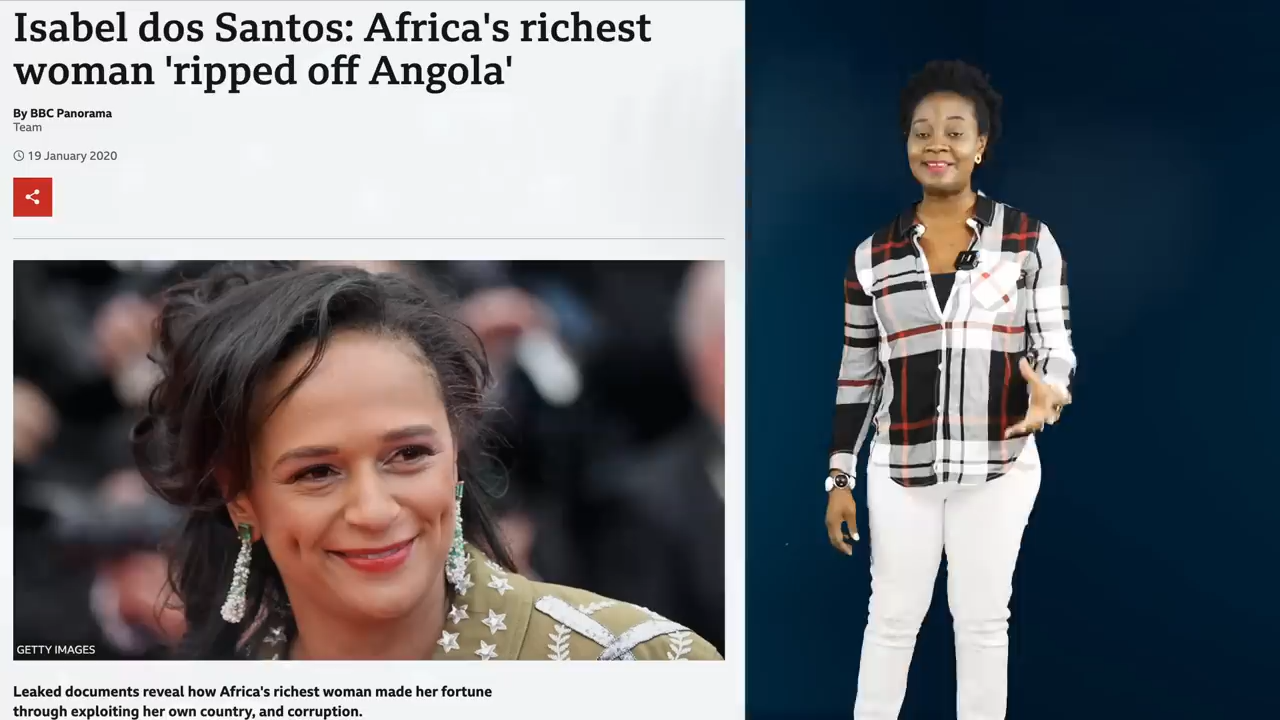 Isabel dos Santos: Africa's richest
woman 'ripped off Angola'
By BBC Panorama
Team
19 January 2020
GETTY IMAGES
Leaked documents reveal how Africa's richest woman made her fortune
through exploiting her own country, and corruption.